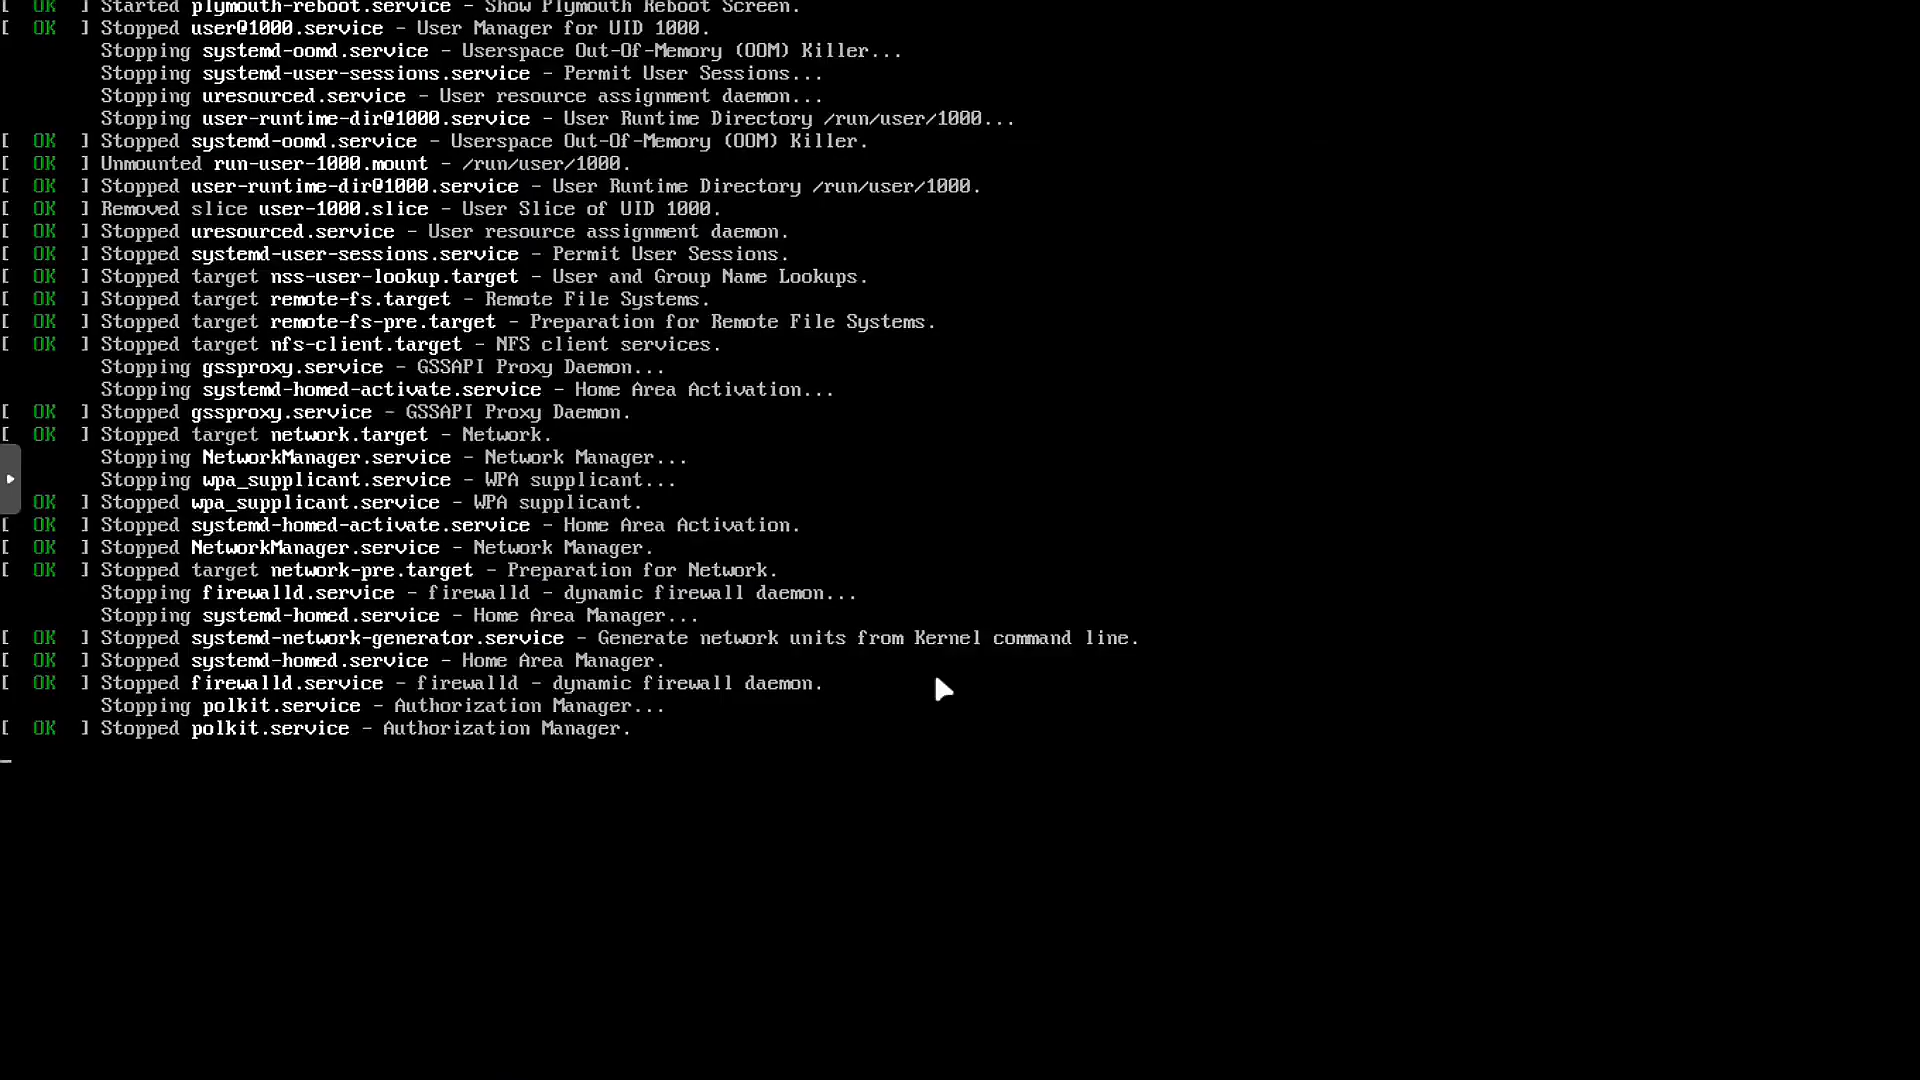 [  OK  ] Started plymouth-reboot.service - Show Plymouth Reboot Screen.
[  OK  ] Stopped user@1000.service - User Manager for UID 1000.
Stopping systemd-oomd.service - Userspace Out-Of-Memory (OOM) Killer...
Stopping systemd-user-sessions.service - Permit User Sessions...
Stopping uresourced.service - User resource assignment daemon...
Stopping user-runtime-dir@1000.service - User Runtime Directory /run/user/1000...
[  OK  ] Stopped systemd-oomd.service - Userspace Out-Of-Memory (OOM) Killer.
[  OK  ] Unmounted run-user-1000.mount - /run/user/1000.
[  OK  ] Stopped user-runtime-dir@1000.service - User Runtime Directory /run/user/1000.
[  OK  ] Removed slice user-1000.slice - User Slice of UID 1000.
[  OK  ] Stopped uresourced.service - User resource assignment daemon.
[  OK  ] Stopped systemd-user-sessions.service - Permit User Sessions.
[  OK  ] Stopped target nss-user-lookup.target - User and Group Name Lookups.
[  OK  ] Stopped target remote-fs.target - Remote File Systems.
[  OK  ] Stopped target remote-fs-pre.target - Preparation for Remote File Systems.
[  OK  ] Stopped target nfs-client.target - NFS client services.
Stopping gssproxy.service - GSSAPI Proxy Daemon...
Stopping systemd-homed-activate.service - Home Area Activation...
[  OK  ] Stopped gssproxy.service - GSSAPI Proxy Daemon.
[  OK  ] Stopped target network.target - Network.
Stopping NetworkManager.service - Network Manager...
Stopping wpa_supplicant.service - WPA supplicant...
OK  ] Stopped wpa_supplicant.service - WPA supplicant.
[  OK  ] Stopped systemd-homed-activate.service - Home Area Activation.
[  OK  ] Stopped NetworkManager.service - Network Manager.
[  OK  ] Stopped target network-pre.target - Preparation for Network.
Stopping firewalld.service - firewalld - dynamic firewall daemon...
Stopping systemd-homed.service - Home Area Manager...
[  OK  ] Stopped systemd-network-generator.service - Generate network units from Kernel command line.
[  OK  ] Stopped systemd-homed.service - Home Area Manager.
[  OK  ] Stopped firewalld.service - firewalld - dynamic firewall daemon.
Stopping polkit.service - Authorization Manager...
[  OK  ] Stopped polkit.service - Authorization Manager.